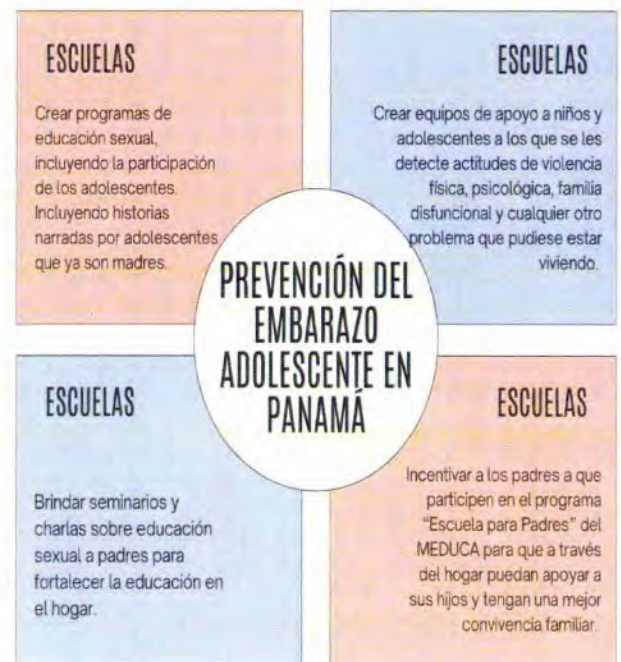 ESCUELAS
Crear programas de
educación sexual,
incluyendo la participación
de los adolescentes.
Incluyendo historias
narradas por adolescentes
que ya son madres.
ESCUELAS
Crear equipos de apoyo a niños y
adolescentes a los que se les
detecte actitudes de violencia
física, psicológica, familia
disfuncional y cualquier otro
problema que pudiese estar
viviendo.
PREVENCIÓN DEL
EMBARAZO
ADOLESCENTE EN
PANAMÁ
ESCUELAS
Brindar seminarios y
charlas sobre educación
sexual a padres para
fortalecer la educación en
el hogar.
ESCUELAS
Incentivar a los padres a que
participen en el programa
"Escuela para Padres" del
MEDUCA para que a través
del hogar puedan apoyar a
sus hijos y tengan una mejor
convivencia familiar.